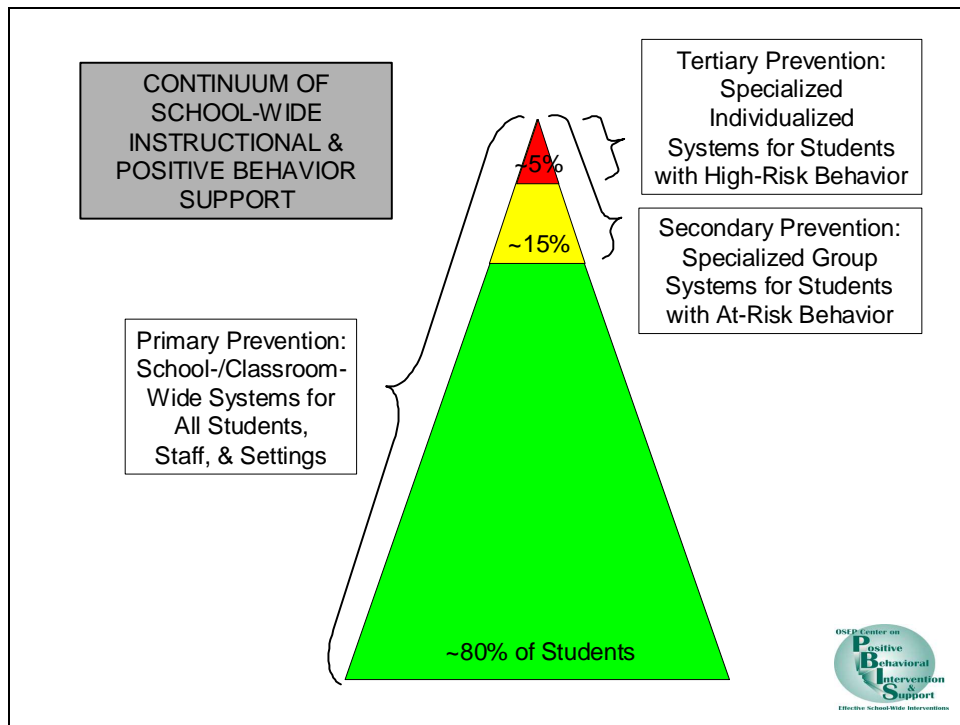 CONTINUUM OF
SCHOOL-WIDE
INSTRUCTIONAL &
POSITIVE BEHAVIOR
SUPPORT
Tertiary Prevention:
Specialized
Individualized
Systems for Students
with High-Risk Behavior
~5%
Secondary Prevention:
Specialized Group
Systems for Students
with At-Risk Behavior
~15%
Primary Prevention:
School-/Classroom-
Wide Systems for
All Students,
Staff, & Settings
~80% of Students
OSEP Center on
Positive
Behavioral
Intervention
&
Support
Effective School-Wide Interventions